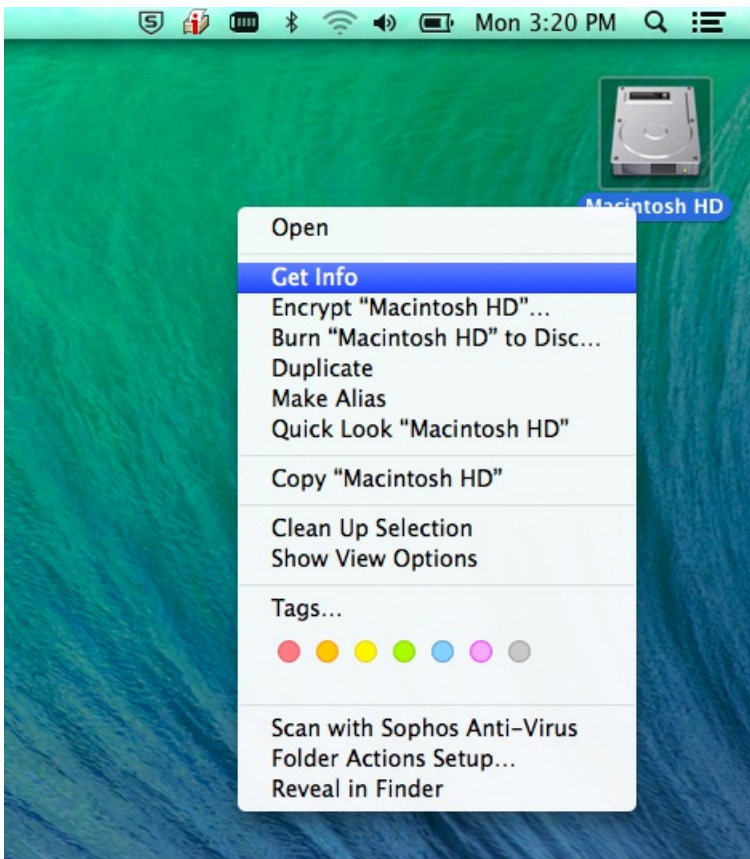 Mon 3:20 PM
Macintosh HD
Open
Get Info
Encrypt “Macintosh HD”...
Burn “Macintosh HD” to Disc...
Duplicate
Make Alias
Quick Look “Macintosh HD”
Copy “Macintosh HD”
Clean Up Selection
Show View Options
Tags...
Scan with Sophos Anti-Virus
Folder Actions Setup...
Reveal in Finder